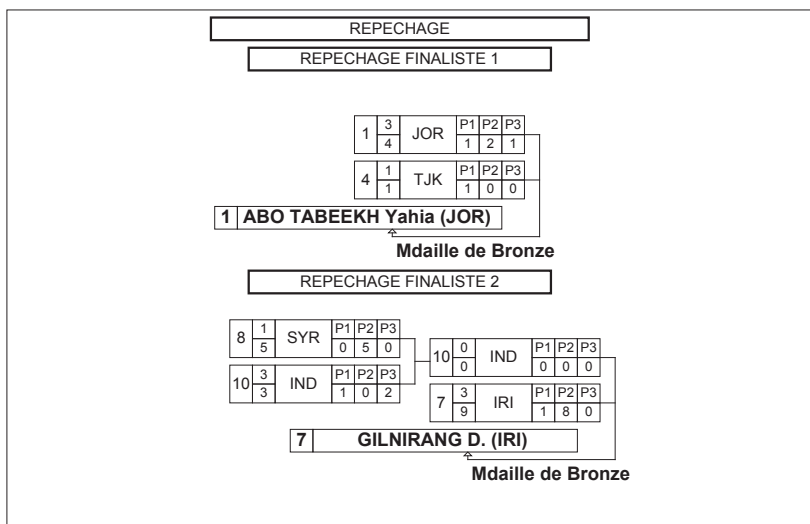 REPECHAGE
REPECHAGE FINALISTE 1
1 3 4 JOR P1 P2 P3 1 2 1
4 1 1 TJK P1 P2 P3 1 0 0
1 ABO TABEEKH Yahia (JOR)
Mdaille de Bronze
REPECHAGE FINALISTE 2
8 1 5 SYR P1 P2 P3 0 5 0
10 3 3 IND P1 P2 P3 1 0 2
10 0 0 IND P1 P2 P3 0 0 0
7 3 9 IRI P1 P2 P3 1 8 0
7 GILNIRANG D. (IRI)
Mdaille de Bronze